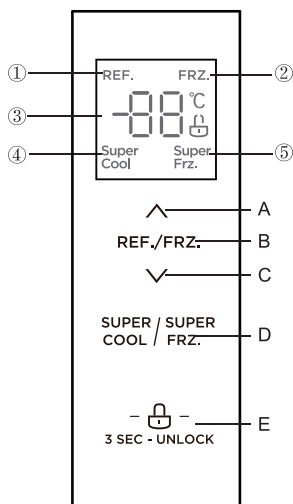 ① REF. FRZ. ②
③ -88 °C
④ Super Super ⑤
Cool Frz.
A
REF./FRZ. B
C
SUPER / SUPER
COOL / FRZ. D
- - E
3 SEC - UNLOCK